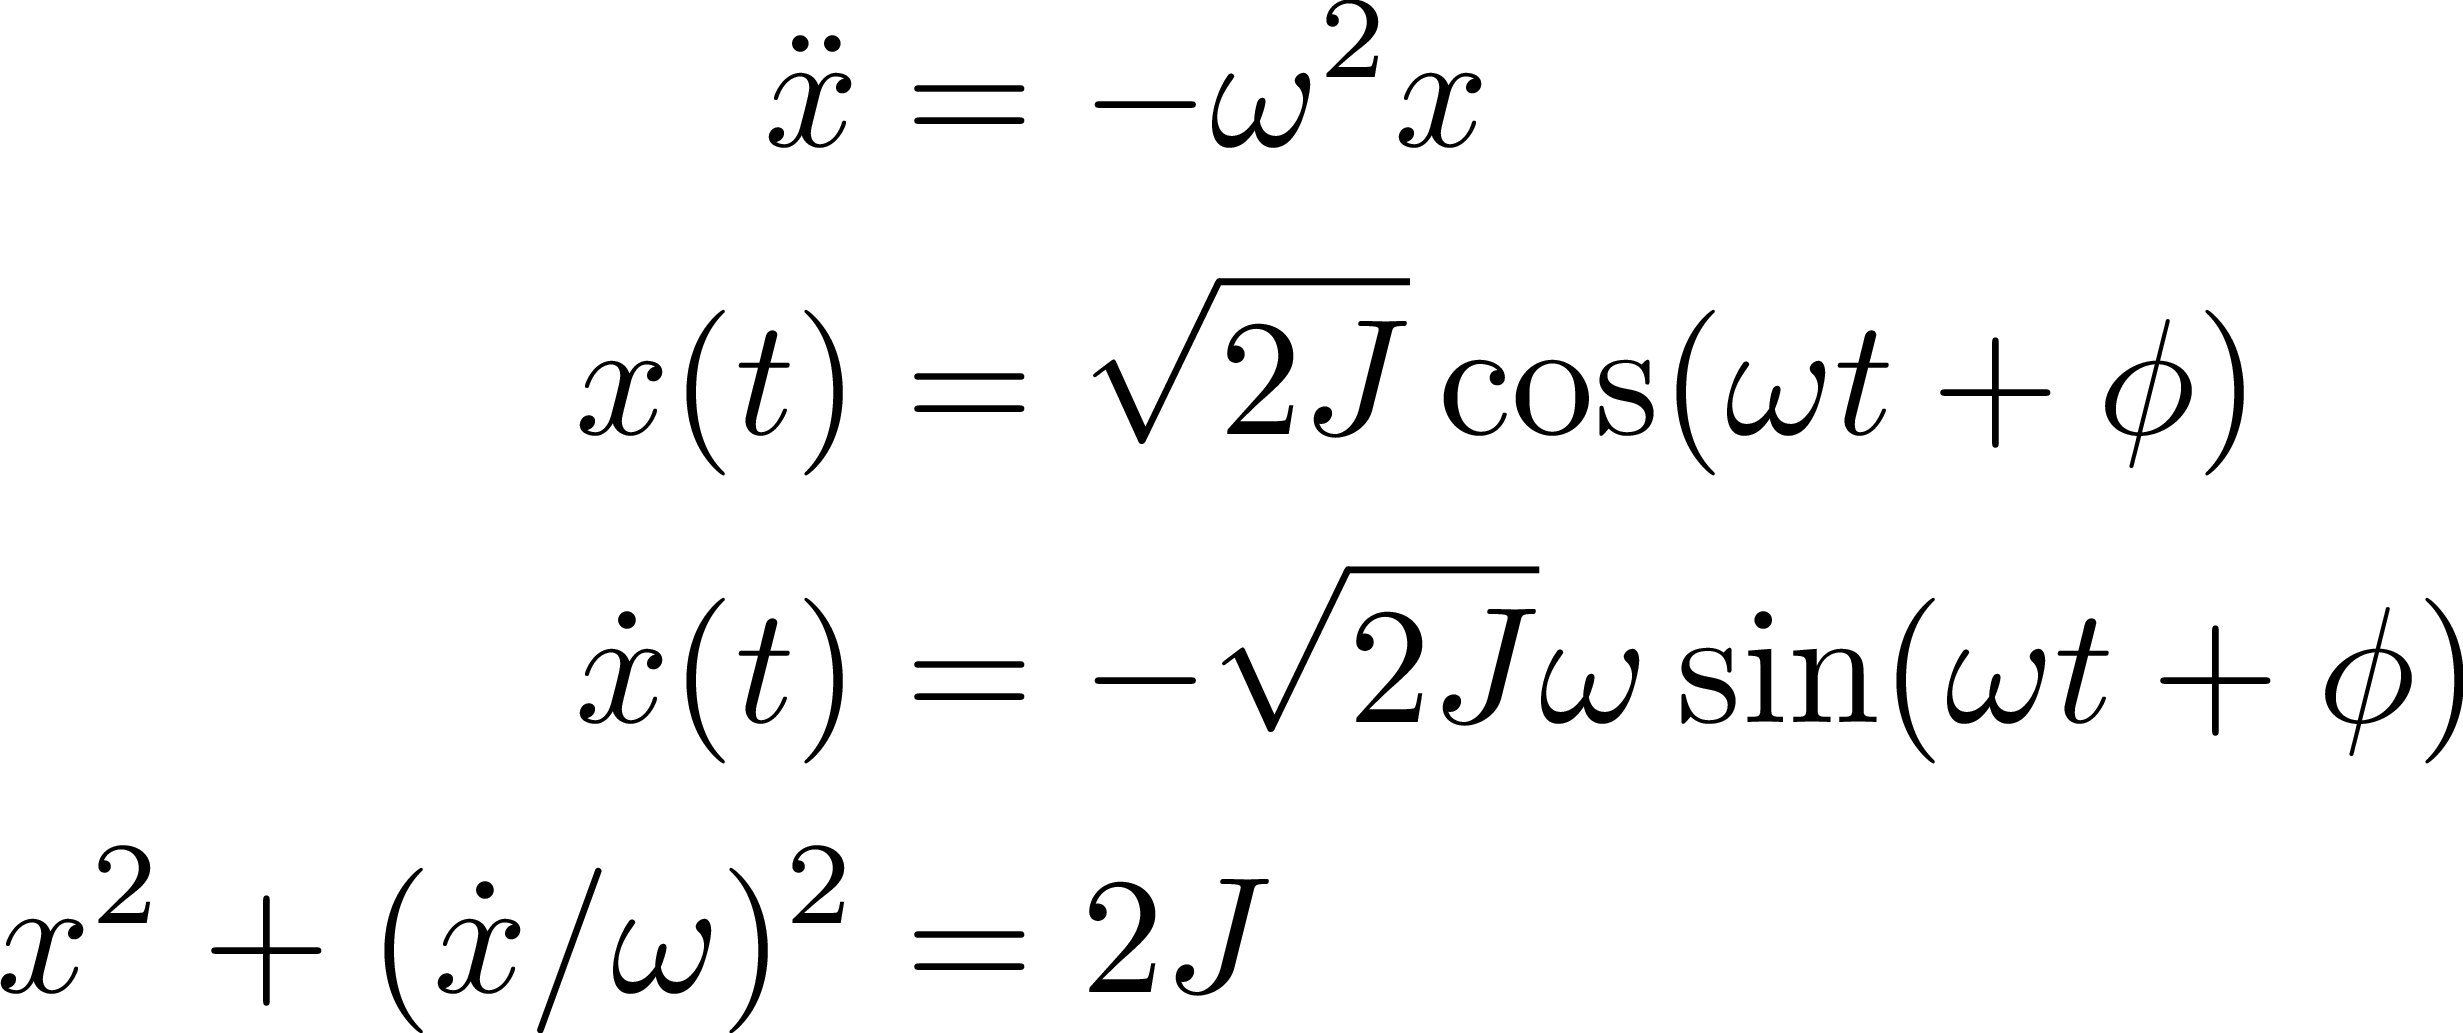 ẍ = −ω²x
x(t) = √(2J) cos(ωt + ϕ)
ẋ(t) = −√(2J)ω sin(ωt + ϕ)
x² + (ẋ/ω)² = 2J